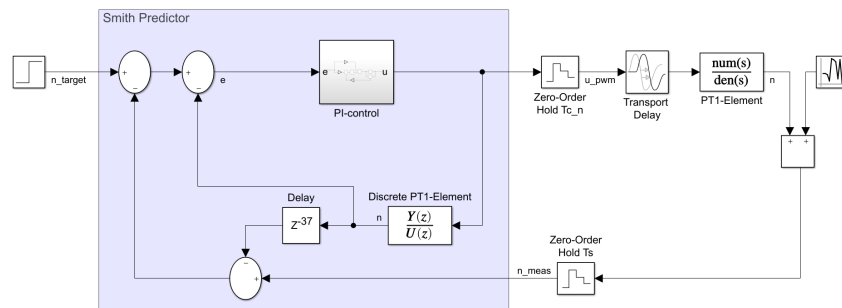 Smith Predictor
n_target
+
−
+
−
e
e
u
PI-control
Zero-Order
Hold Tc_n
u_pwm
Transport
Delay
num(s)
den(s)
PT1-Element
n
+
+
Delay
Z-37
n
Discrete PT1-Element
Y(z)
U(z)
−
+
n_meas
Zero-Order
Hold Ts